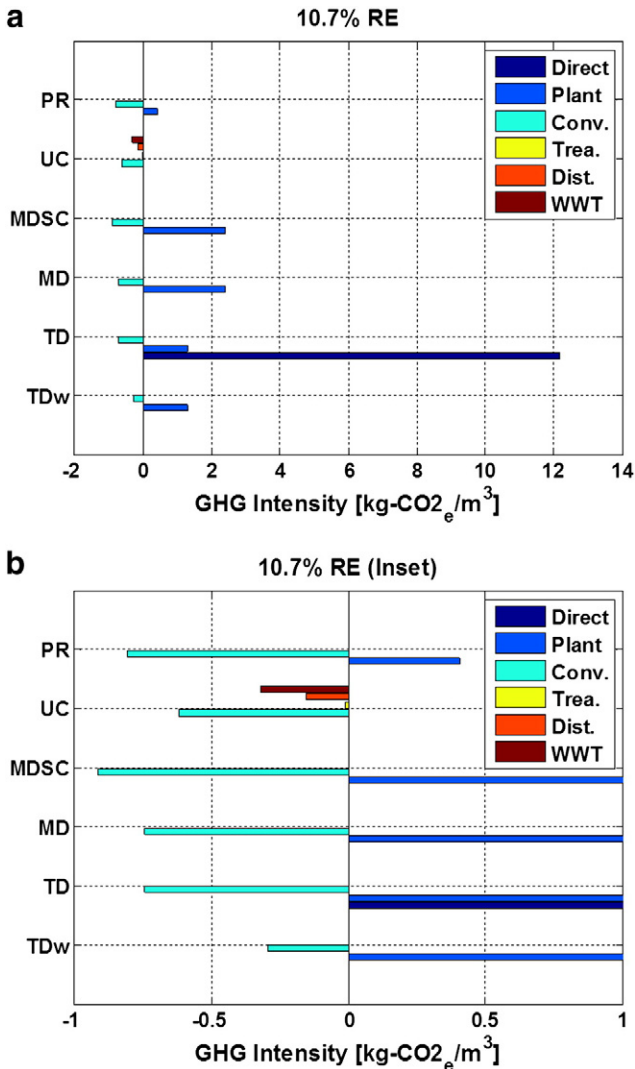 a
10.7% RE
PR
UC
MDSC
MD
TD
TDw
Direct
Plant
Conv.
Trea.
Dist.
WWT
-2 0 2 4 6 8 10 12 14
GHG Intensity [kg-CO2e/m3]
b
10.7% RE (Inset)
PR
UC
MDSC
MD
TD
TDw
Direct
Plant
Conv.
Trea.
Dist.
WWT
-1 -0.5 0 0.5 1
GHG Intensity [kg-CO2e/m3]